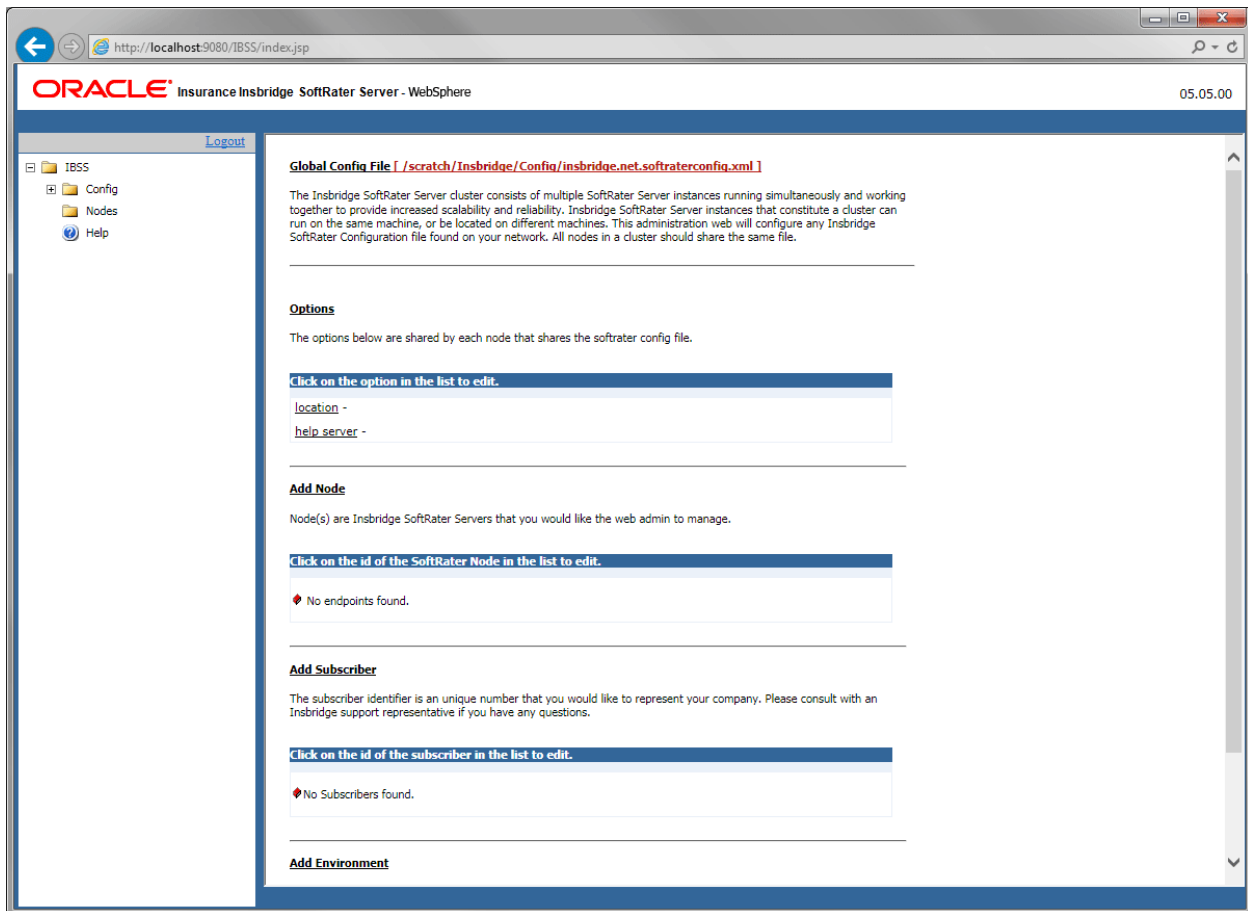 http://localhost:9080/IBSS/index.jsp
ORACLE Insurance Insbridge SoftRater Server - WebSphere
05.05.00
Logout
IBSS
Config
Nodes
Help
Global Config File [ /scratch/Insbridge/Config/insbridge.net.softraterconfig.xml ]
The Insbridge SoftRater Server cluster consists of multiple SoftRater Server instances running simultaneously and working
together to provide increased scalability and reliability. Insbridge SoftRater Server instances that constitute a cluster can
run on the same machine, or be located on different machines. This administration web will configure any Insbridge
SoftRater Configuration file found on your network. All nodes in a cluster should share the same file.
Options
The options below are shared by each node that shares the softrater config file.
Click on the option in the list to edit.
location -
help server -
Add Node
Node(s) are Insbridge SoftRater Servers that you would like the web admin to manage.
Click on the id of the SoftRater Node in the list to edit.
No endpoints found.
Add Subscriber
The subscriber identifier is an unique number that you would like to represent your company. Please consult with an
Insbridge support representative if you have any questions.
Click on the id of the subscriber in the list to edit.
No Subscribers found.
Add Environment